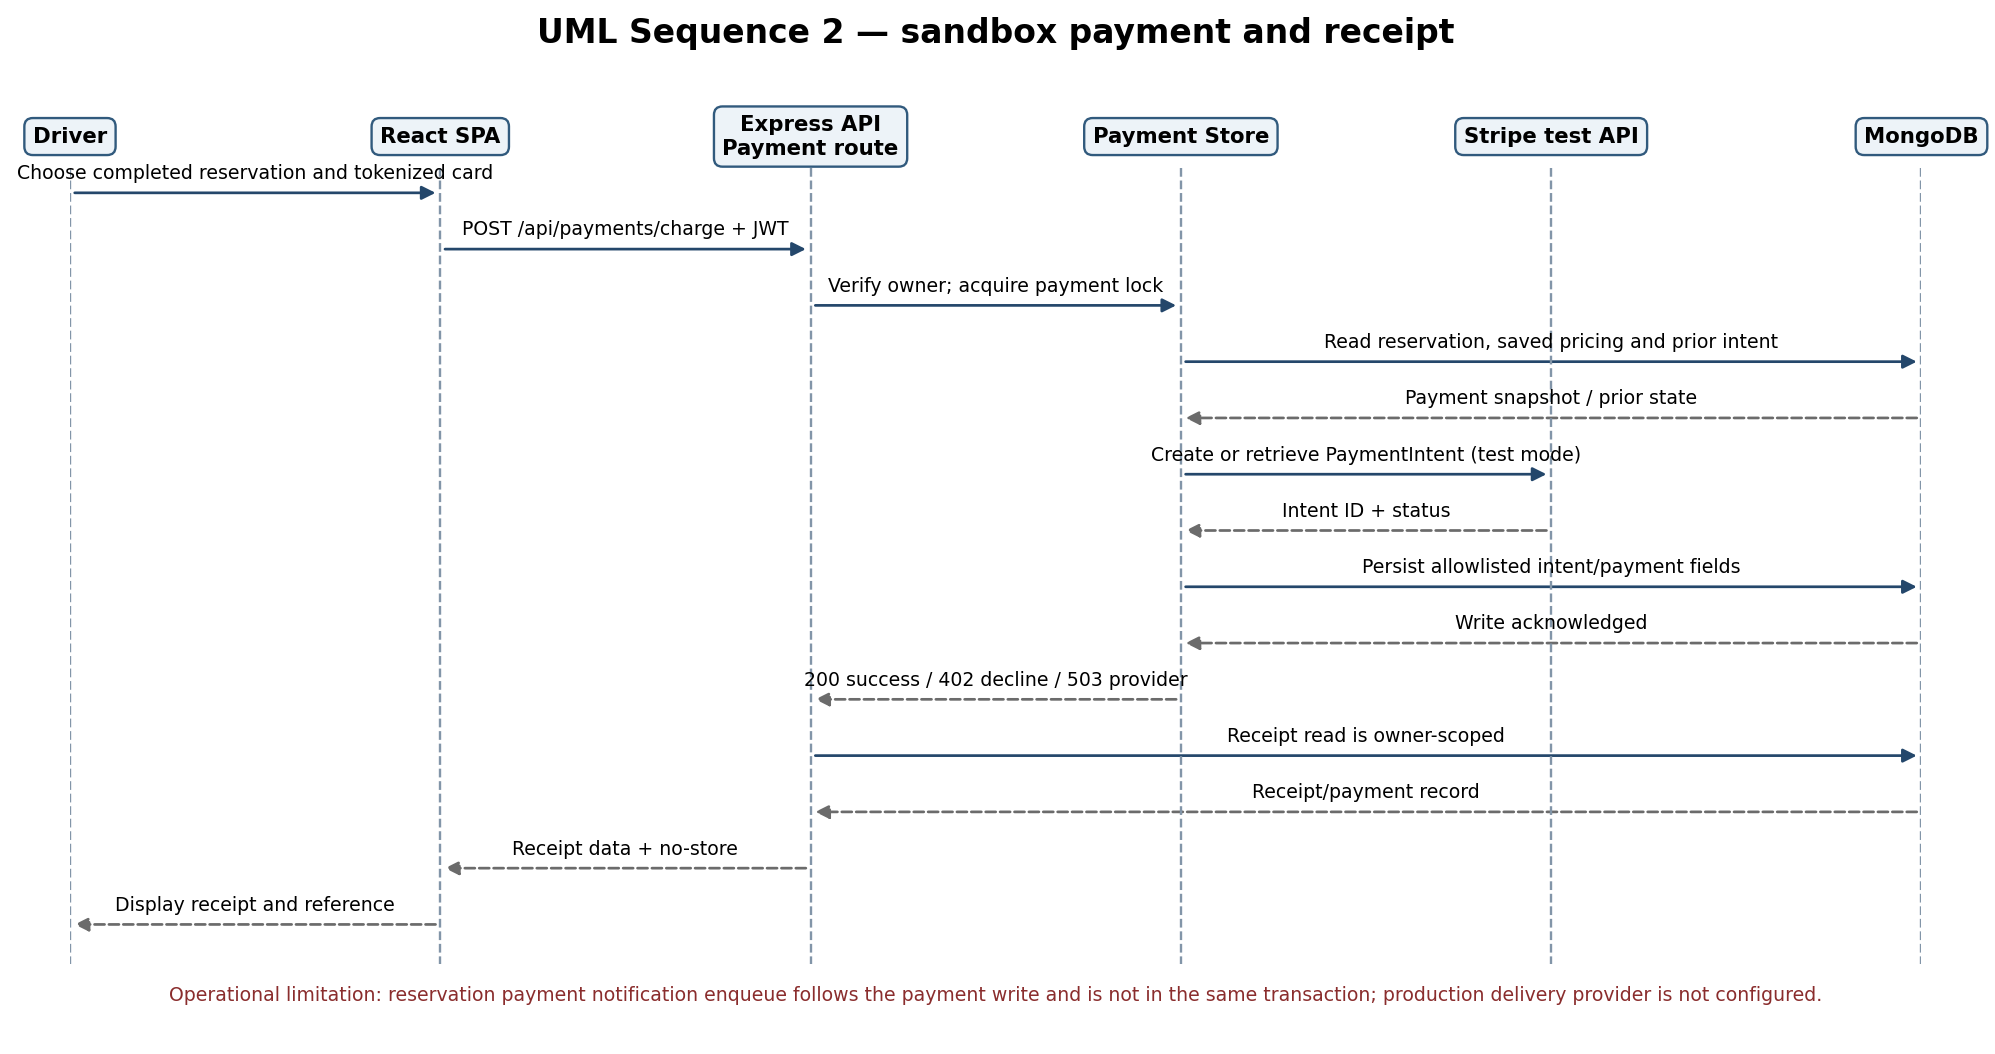 UML Sequence 2 — sandbox payment and receipt
Driver
React SPA
Express API
Payment route
Payment Store
Stripe test API
MongoDB
Choose completed reservation and tokenized card
POST /api/payments/charge + JWT
Verify owner; acquire payment lock
Read reservation, saved pricing and prior intent
Payment snapshot / prior state
Create or retrieve PaymentIntent (test mode)
Intent ID + status
Persist allowlisted intent/payment fields
Write acknowledged
200 success / 402 decline / 503 provider
Receipt read is owner-scoped
Receipt/payment record
Receipt data + no-store
Display receipt and reference
Operational limitation: reservation payment notification enqueue follows the payment write and is not in the same transaction; production delivery provider is not configured.